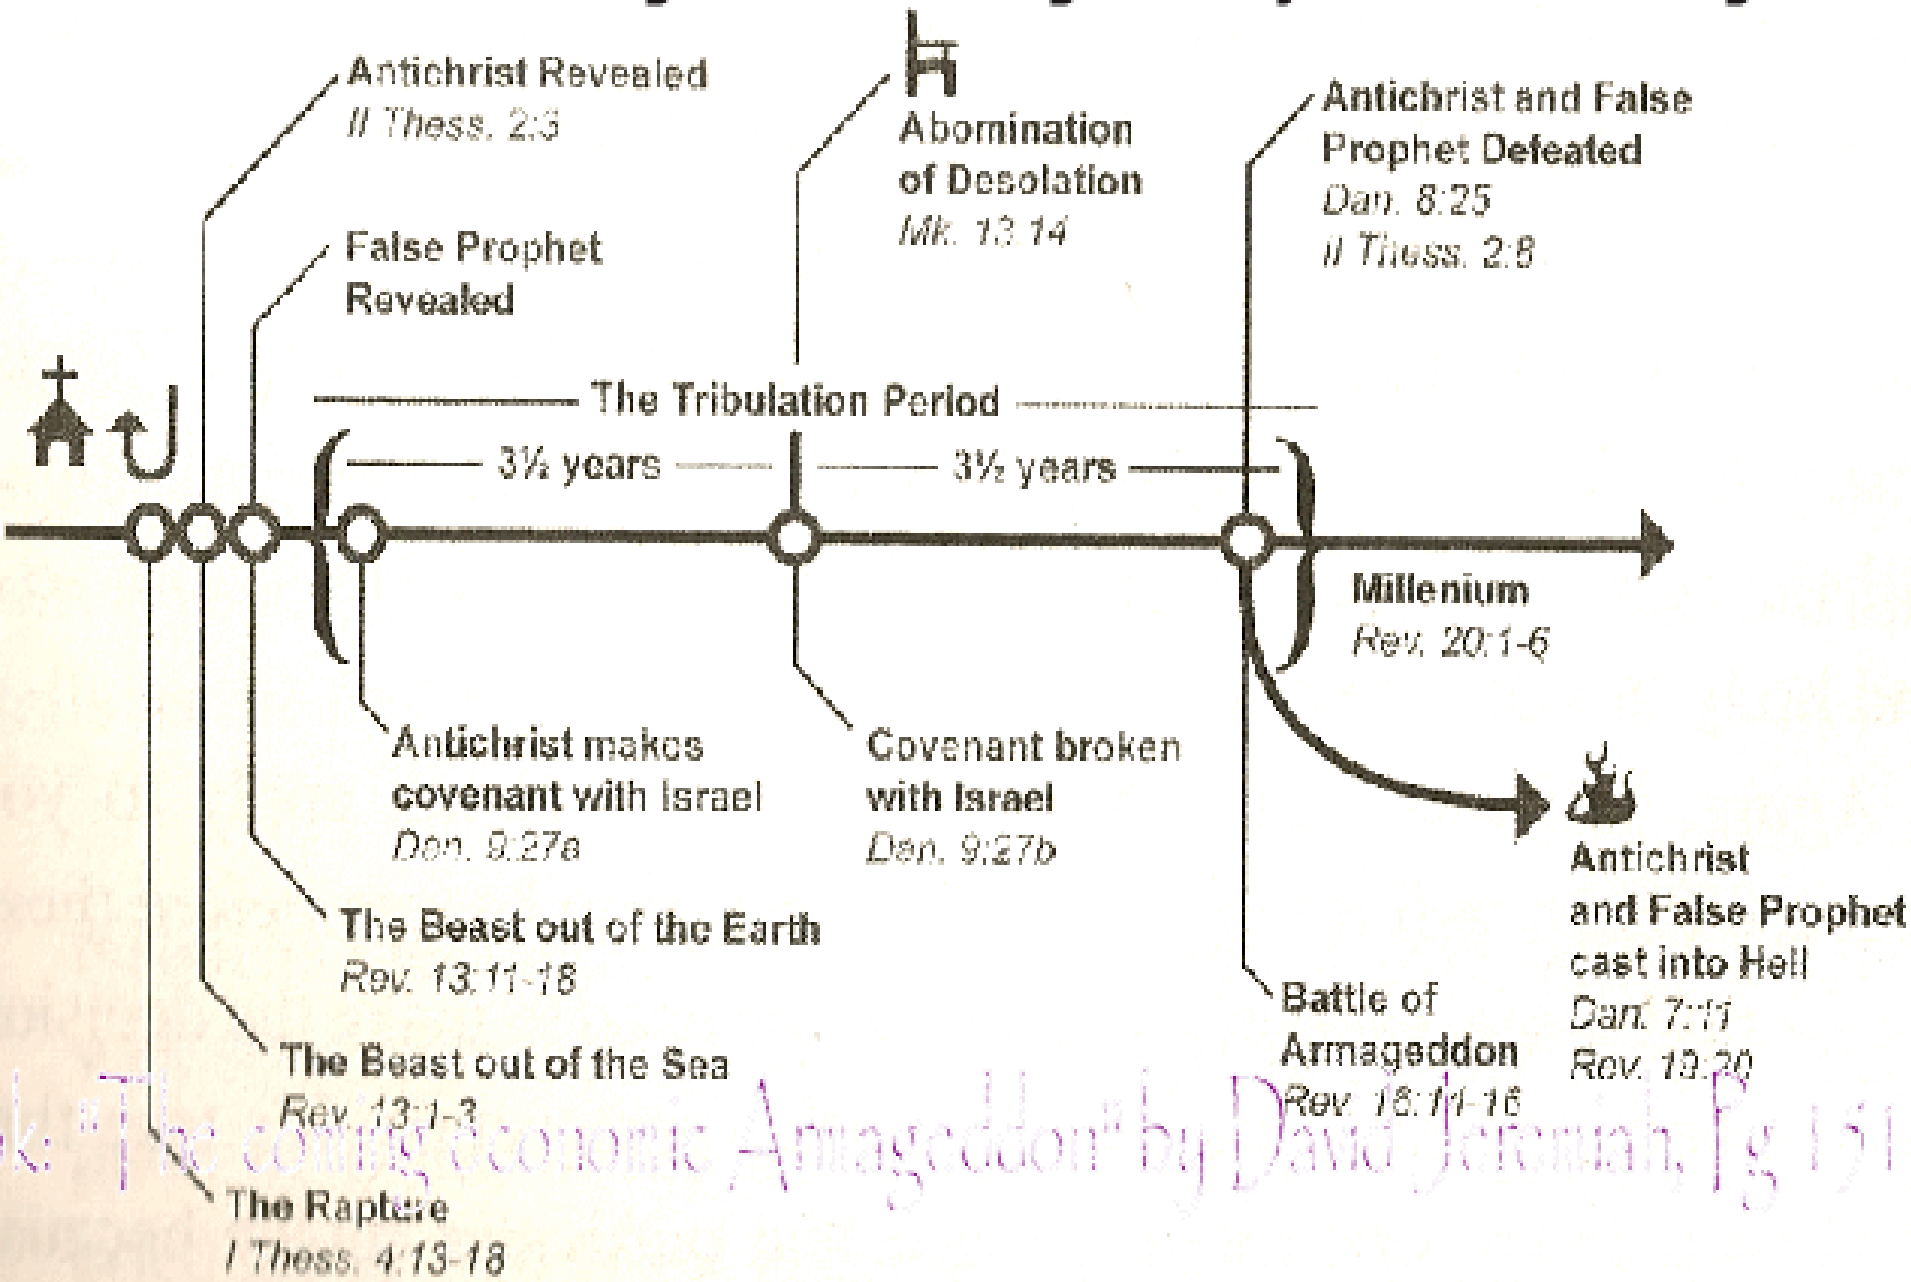 Antichrist Revealed
II Thess. 2:3
False Prophet
Revealed
Abomination
of Desolation
Mk. 13:14
Antichrist and False
Prophet Defeated
Dan. 8:25
II Thess. 2:8
The Tribulation Period
3½ years
3½ years
Millenium
Rev. 20:1-6
Antichrist makes
covenant with Israel
Dan. 9:27a
Covenant broken
with Israel
Dan. 9:27b
The Beast out of the Earth
Rev. 13:11-18
The Beast out of the Sea
Rev. 13:1-3
Battle of
Armageddon
Rev. 16:14-16
Antichrist
and False Prophet
cast into Hell
Dan. 7:11
Rev. 19:20
"The coming economic Armageddon" by David Jeremiah, Pg 151
The Rapture
I Thess. 4:13-18